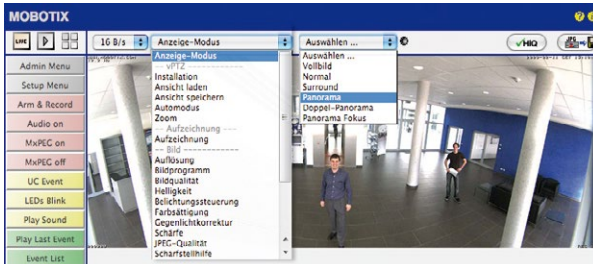 MOBOTIX
LIVE
16 B/s
Anzeige-Modus
Auswählen ...
HIQ
JPG
Admin Menu
Setup Menu
Arm & Record
Audio on
MxPEG on
MxPEG off
UC Event
LEDs Blink
Play Sound
Play Last Event
Event List
Anzeige-Modus
--- vPTZ ---
Installation
Ansicht laden
Ansicht speichern
Automodus
Zoom
--- Aufzeichnung ---
Aufzeichnung
Auflösung
Bildprogramm
Bildqualität
Helligkeit
Belichtungssteuerung
Farbsättigung
Gegenlichtkorrektur
Schärfe
JPEG-Qualität
Scharfstellhilfe
Auswählen ...
Vollbild
Normal
Surround
Panorama
Doppel-Panorama
Panorama Fokus